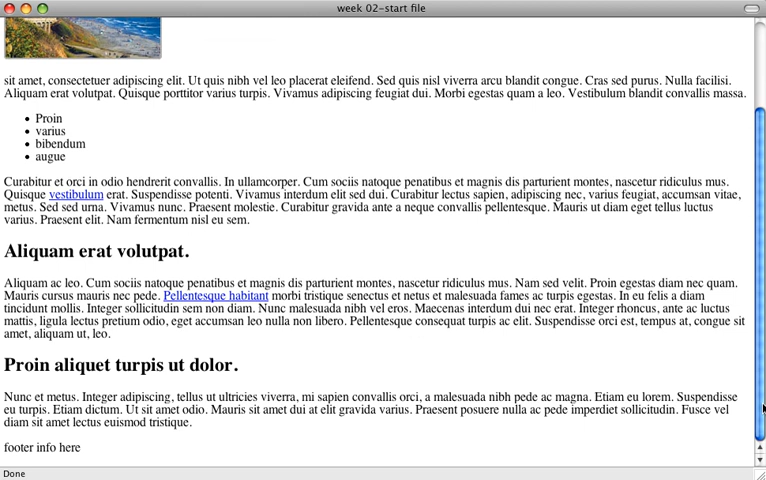 week 02-start file
sit amet, consectetuer adipiscing elit. Ut quis nibh vel leo placerat eleifend. Sed quis nisl viverra arcu blandit congue. Cras sed purus. Nulla facilisi.
Aliquam erat volutpat. Quisque porttitor varius turpis. Vivamus adipiscing feugiat dui. Morbi egestas quam a leo. Vestibulum blandit convallis massa.
Proin
varius
bibendum
augue
Curabitur et orci in odio hendrerit convallis. In ullamcorper. Cum sociis natoque penatibus et magnis dis parturient montes, nascetur ridiculus mus.
Quisque vestibulum erat. Suspendisse potenti. Vivamus interdum elit sed dui. Curabitur lectus sapien, adipiscing nec, varius feugiat, accumsan vitae,
metus. Sed sed urna. Vivamus nunc. Praesent molestie. Curabitur gravida ante a neque convallis pellentesque. Mauris ut diam eget tellus luctus
varius. Praesent elit. Nam fermentum nisl eu sem.
Aliquam erat volutpat.
Aliquam ac leo. Cum sociis natoque penatibus et magnis dis parturient montes, nascetur ridiculus mus. Nam sed velit. Proin egestas diam nec quam.
Mauris cursus mauris nec pede. Pellentesque habitant morbi tristique senectus et netus et malesuada fames ac turpis egestas. In eu felis a diam
tincidunt mollis. Integer sollicitudin sem non diam. Nunc malesuada nibh vel eros. Maecenas interdum dui nec erat. Integer rhoncus, ante ac luctus
mattis, ligula lectus pretium odio, eget accumsan leo nulla non libero. Pellentesque consequat turpis ac elit. Suspendisse orci est, tempus at, congue sit
amet, aliquam ut, leo.
Proin aliquet turpis ut dolor.
Nunc et metus. Integer adipiscing, tellus ut ultricies viverra, mi sapien convallis orci, a malesuada nibh pede ac magna. Etiam eu lorem. Suspendisse
eu turpis. Etiam dictum. Ut sit amet odio. Mauris sit amet dui at elit gravida varius. Praesent posuere nulla ac pede imperdiet sollicitudin. Fusce vel
diam sit amet lectus euismod tristique.
footer info here
Done